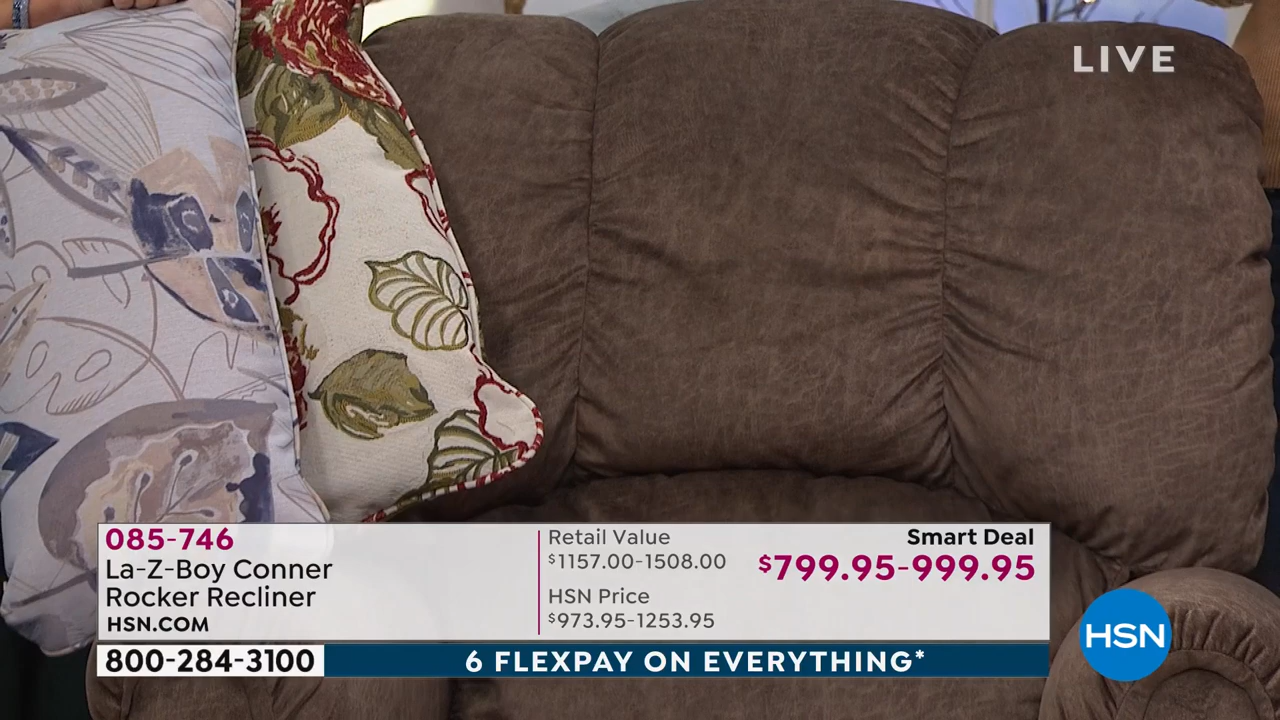 LIVE
085-746
La-Z-Boy Conner
Rocker Recliner
HSN.COM
Retail Value
$1157.00-1508.00
HSN Price
$973.95-1253.95
Smart Deal
$799.95-999.95
800-284-3100
6 FLEXPAY ON EVERYTHING*
HSN